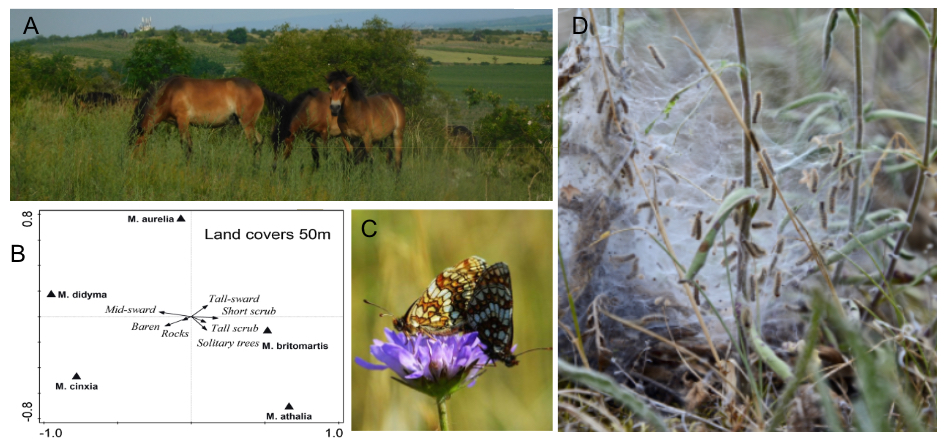 A
D
B
C
0.8
-0.8
-1.0
1.0
Land covers 50m
M. aurelia
M. didyma
Tall-sward
Mid-sward
Short scrub
Baren
Rocks
Tall scrub
Solitary trees
M. britomartis
M. cinxia
M. athalia